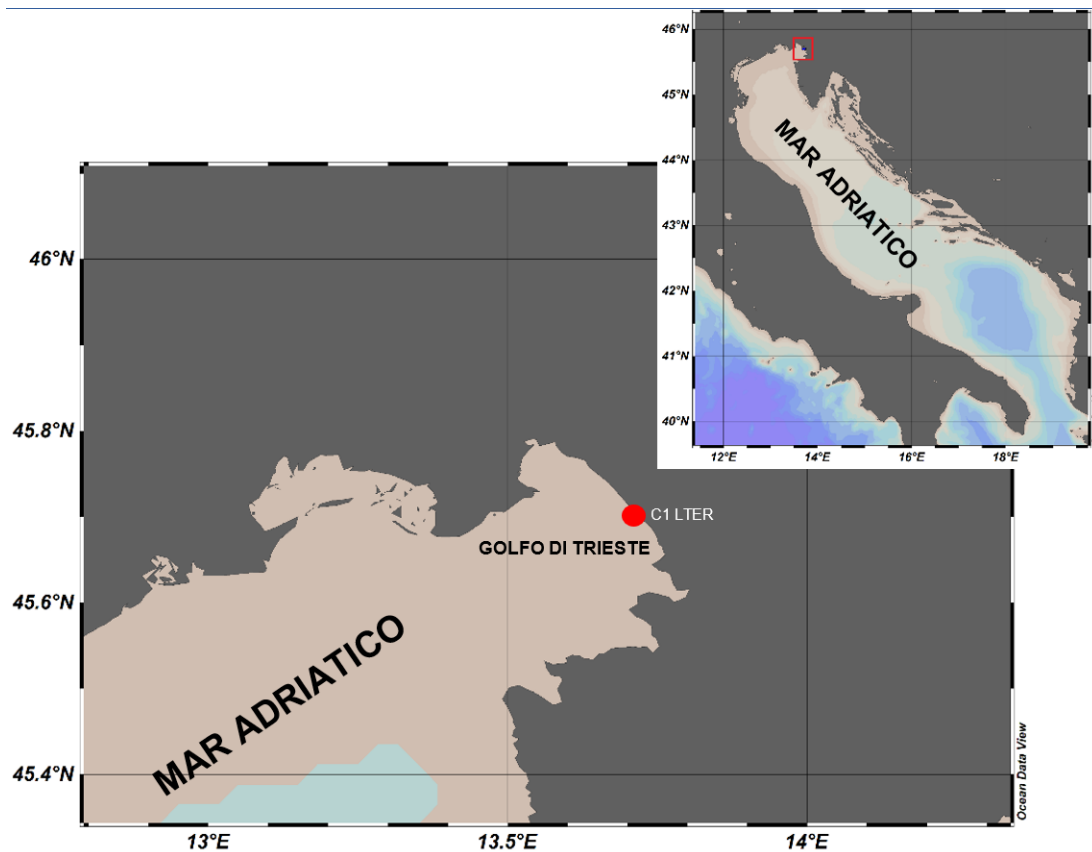 46°N
45°N
44°N
43°N
42°N
41°N
40°N
12°E 14°E 16°E 18°E
MAR ADRIATICO
46°N
45.8°N
45.6°N
45.4°N
13°E 13.5°E 14°E
C1 LTER
GOLFO DI TRIESTE
MAR ADRIATICO
Ocean Data View